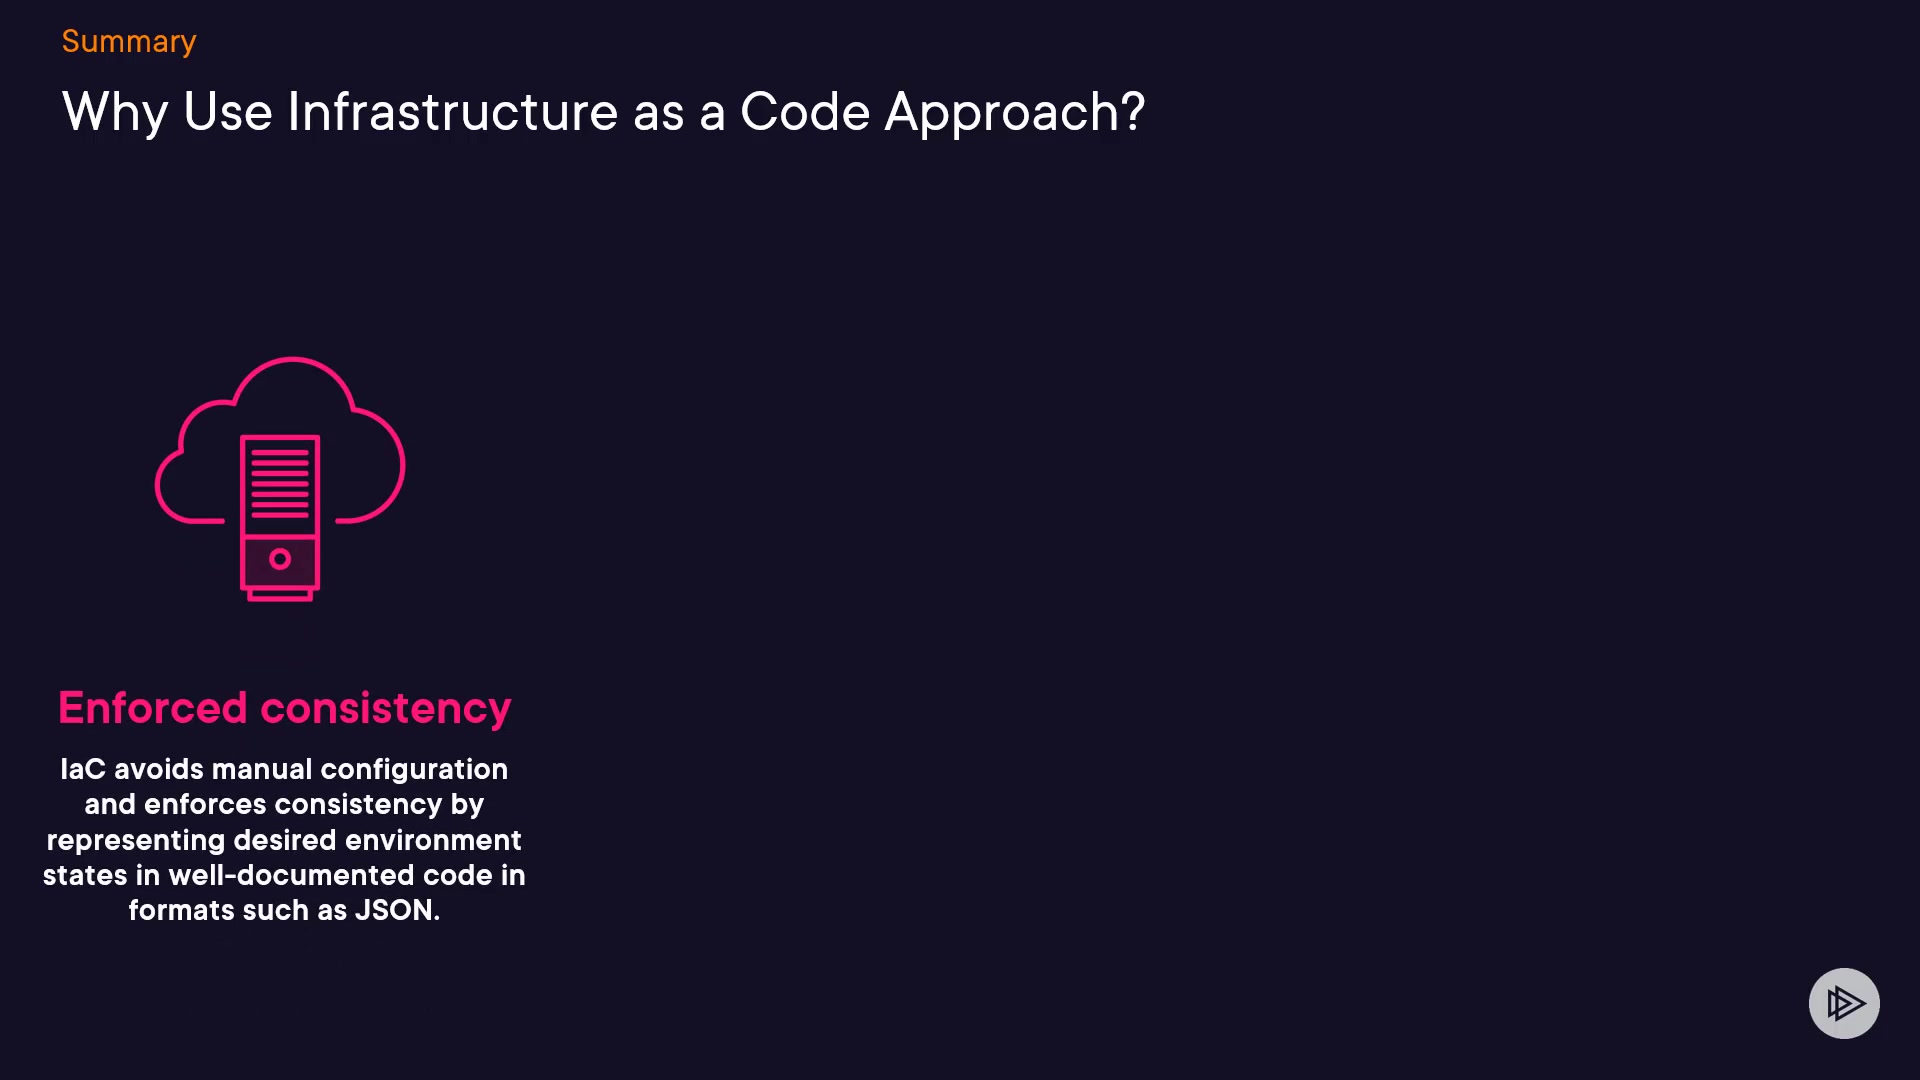 Summary
Why Use Infrastructure as a Code Approach?
Enforced consistency
IaC avoids manual configuration
and enforces consistency by
representing desired environment
states in well-documented code in
formats such as JSON.